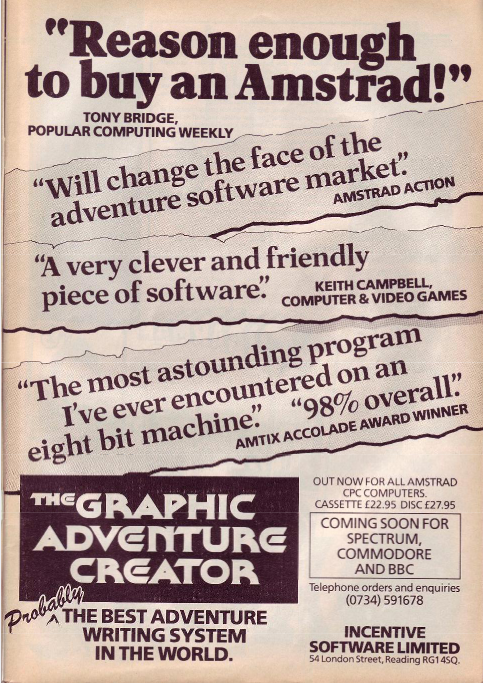 “Reason enough
to buy an Amstrad!”
TONY BRIDGE,
POPULAR COMPUTING WEEKLY
“Will change the face of the
adventure software market”.
AMSTRAD ACTION
“A very clever and friendly
piece of software”.
KEITH CAMPBELL,
COMPUTER & VIDEO GAMES
“The most astounding program
I’ve ever encountered on an
eight bit machine”. “98% overall”.
AMTIX ACCOLADE AWARD WINNER
THE GRAPHIC
ADVENTURE
CREATOR
Probably
THE BEST ADVENTURE
WRITING SYSTEM
IN THE WORLD.
OUT NOW FOR ALL AMSTRAD
CPC COMPUTERS.
CASSETTE £22.95 DISC £27.95
COMING SOON FOR
SPECTRUM,
COMMODORE
AND BBC
Telephone orders and enquiries
(0734) 591678
INCENTIVE
SOFTWARE LIMITED
54 London Street, Reading RG1 4SQ.